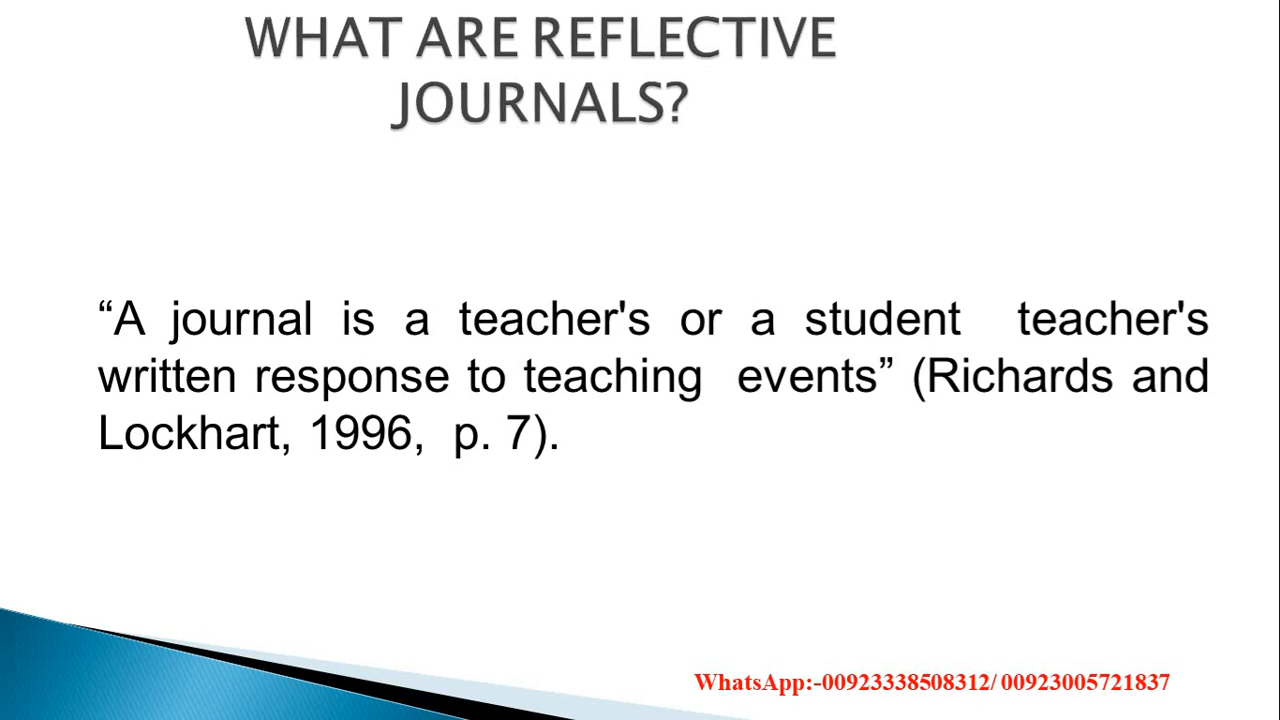 WHAT ARE REFLECTIVE
JOURNALS?
“A journal is a teacher's or a student teacher's
written response to teaching events” (Richards and
Lockhart, 1996, p. 7).
WhatsApp:-00923338508312/ 00923005721837